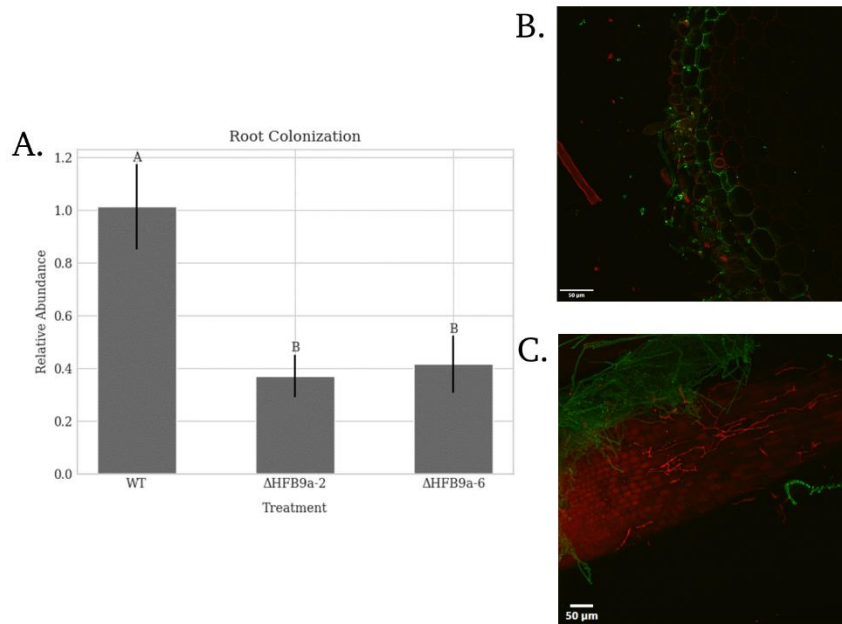 A.
Root Colonization
Relative Abundance
1.2
1.0
0.8
0.6
0.4
0.2
0.0
A
B
B
WT
ΔHFB9a-2
ΔHFB9a-6
Treatment
B.
50 µm
C.
50 µm